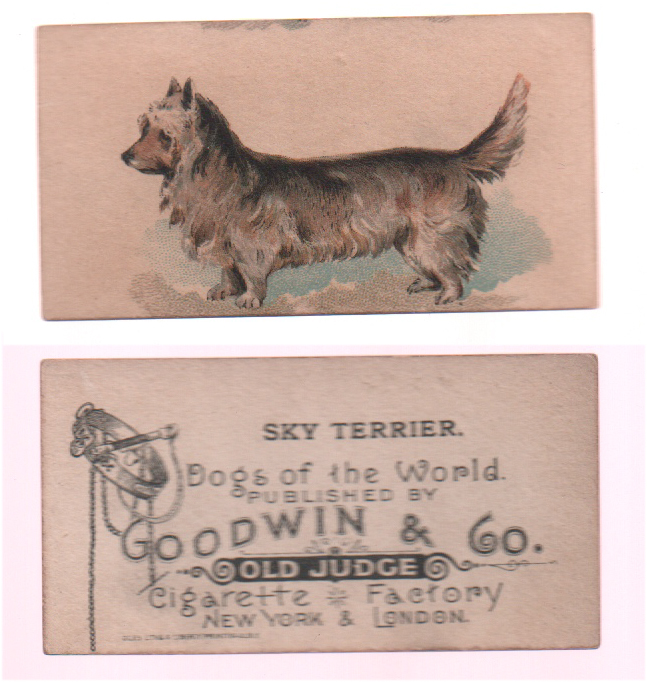 SKY TERRIER.
Dogs of the World.
PUBLISHED BY
GOODWIN & Co.
OLD JUDGE
Cigarette Factory
NEW YORK & LONDON.